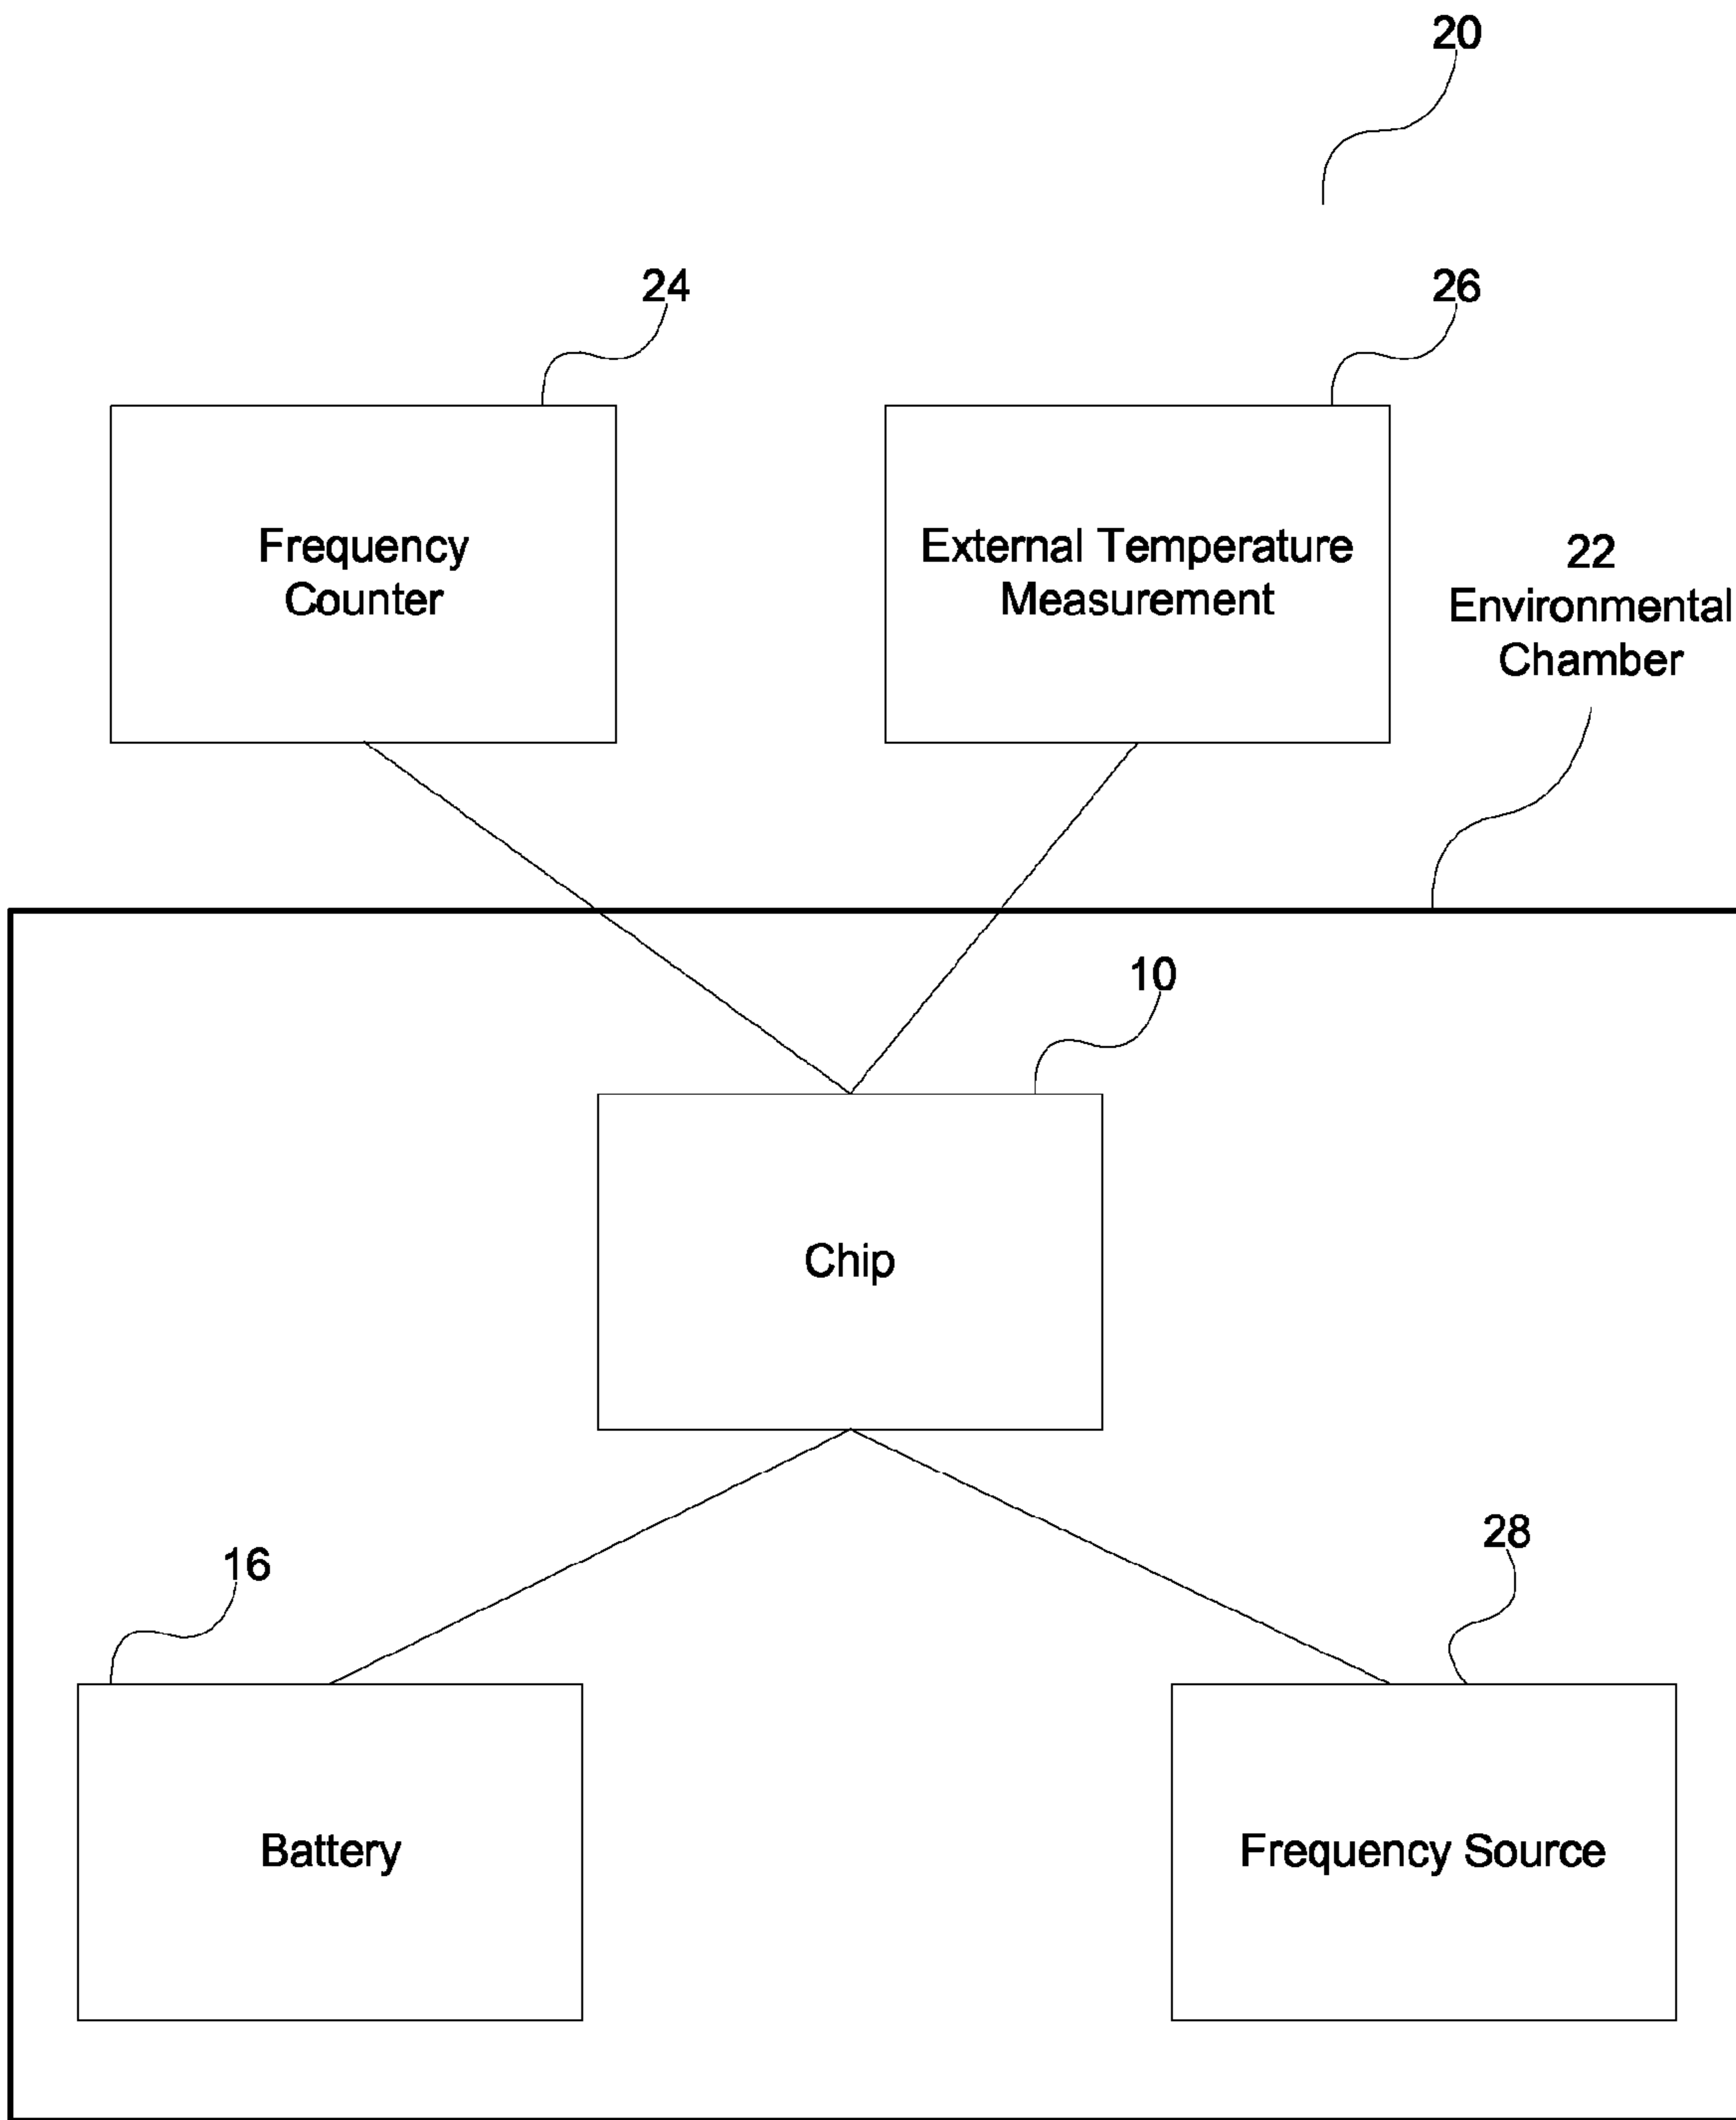 20
24
26
Frequency
Counter
External Temperature
Measurement
22
Environmental
Chamber
10
Chip
16
28
Battery
Frequency Source